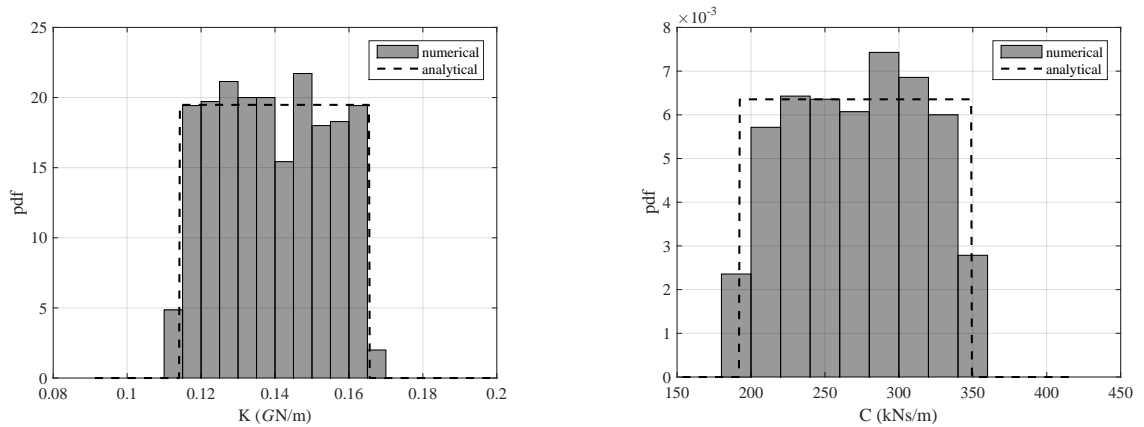 25
20
15
10
5
0
pdf
0.08 0.1 0.12 0.14 0.16 0.18 0.2
K (GN/m)
numerical
analytical
×10⁻³
8
7
6
5
4
3
2
1
0
pdf
150 200 250 300 350 400 450
C (kNs/m)
numerical
analytical